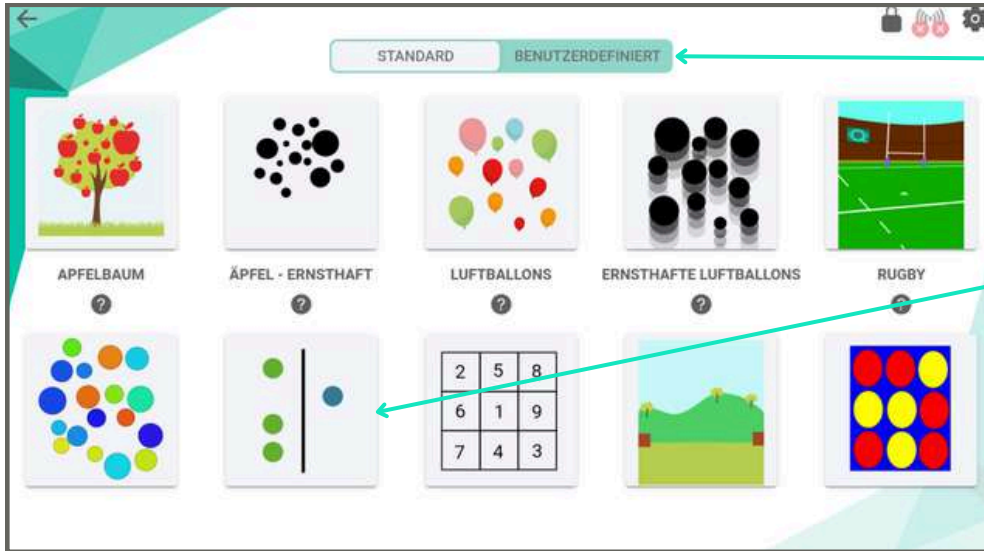 STANDARD BENUTZERDEFINIERT
APFELBAUM ÄPFEL - ERNSTHAFT LUFTBALLONS ERNSTHAFTE LUFTBALLONS RUGBY
? ? ? ? ?
2 5 8
6 1 9
7 4 3